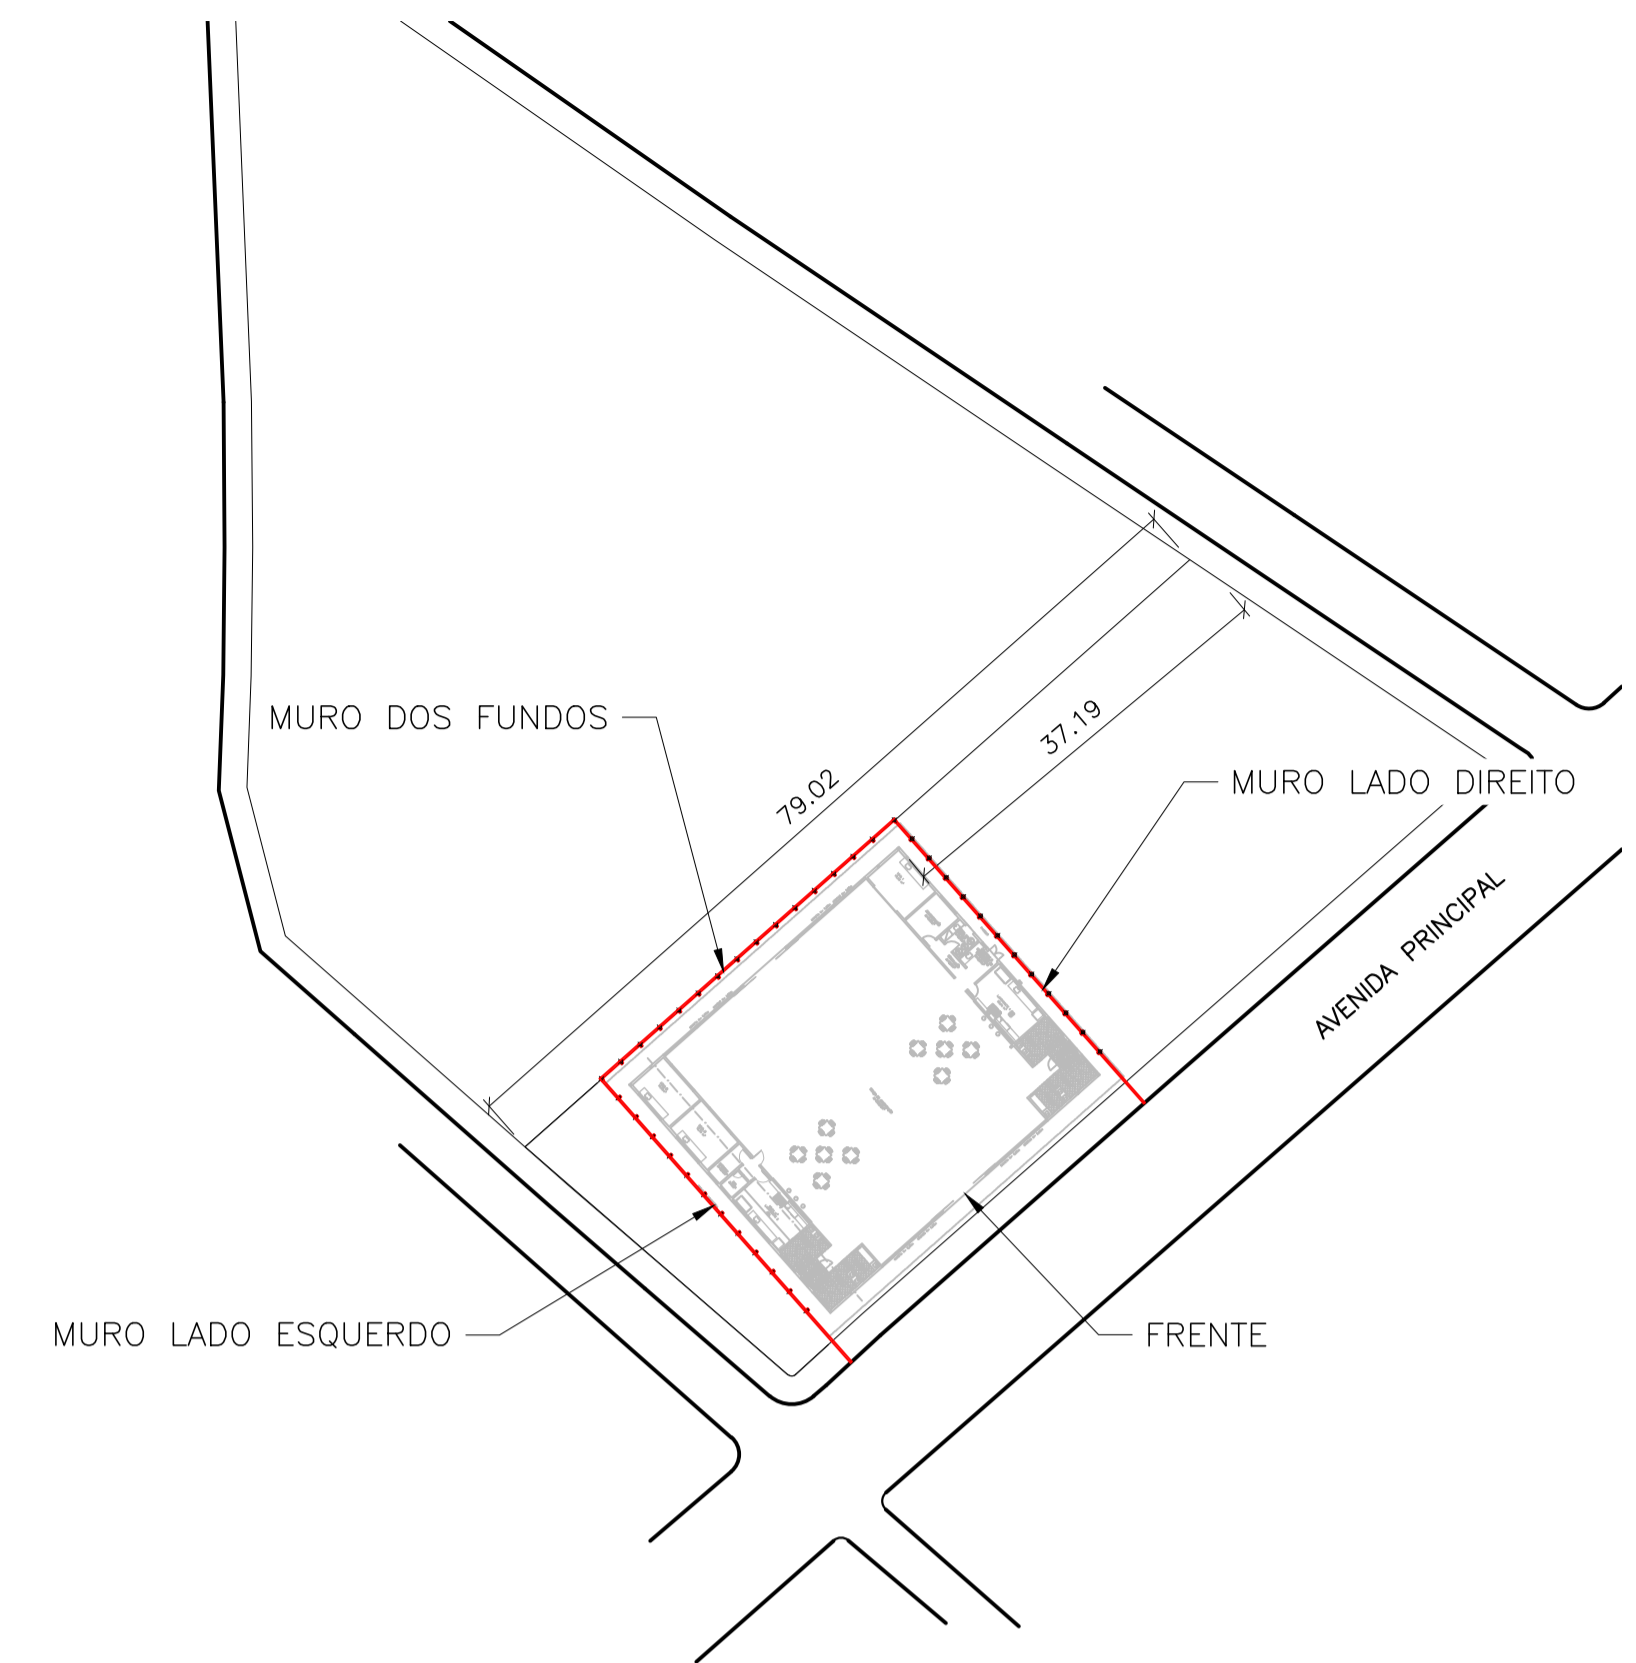 MURO DOS FUNDOS
37.19
79.02
MURO LADO DIREITO
AVENIDA PRINCIPAL
MURO LADO ESQUERDO
FRENTE